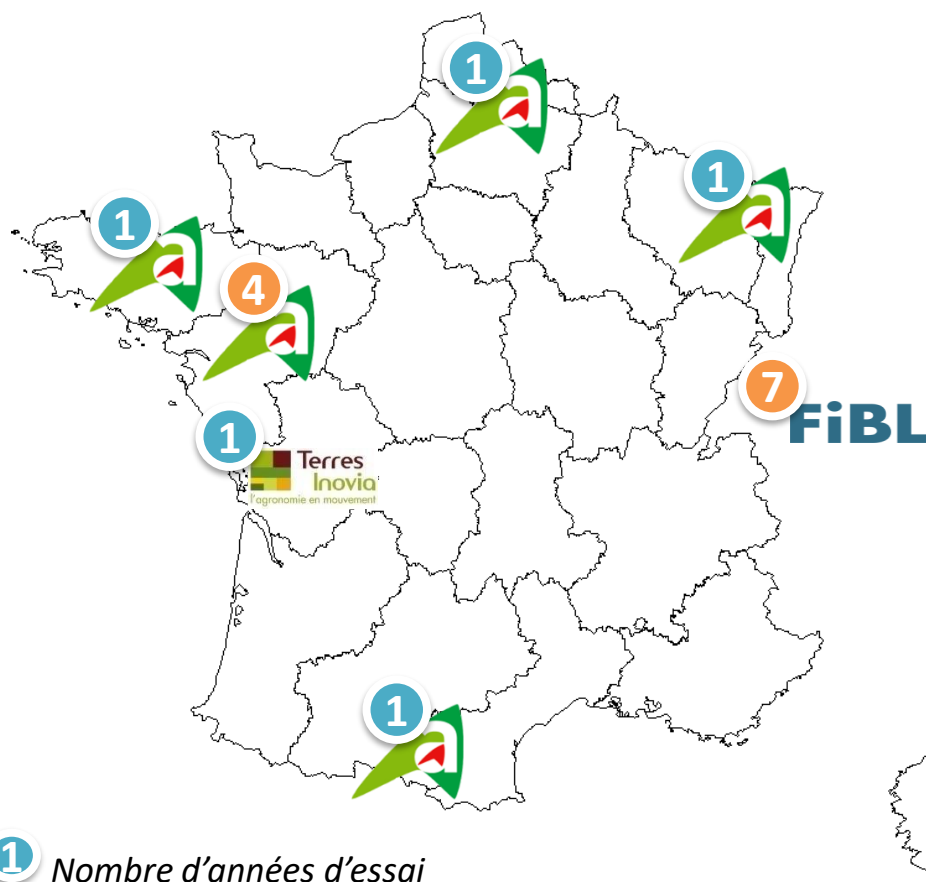 1
1
1
4
7
FiBL
1
Terres
Inovia
l'agronomie en mouvement
1
1 Nombre d'années d'essai